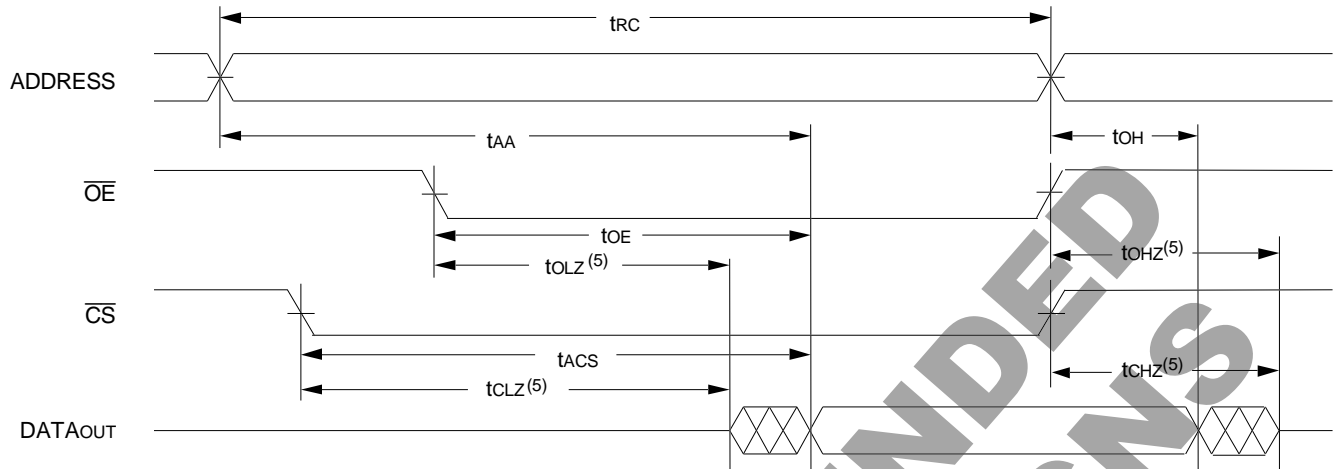 tRC
ADDRESS
tAA
tOH
OE
tOE
tOLZ (5)
tOHZ (5)
CS
tACS
tCLZ (5)
tCHZ (5)
DATAOUT